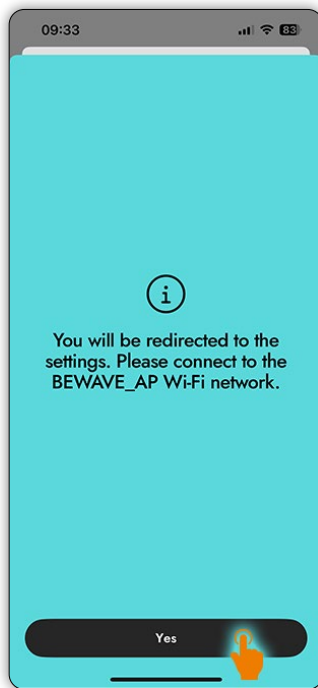 09:33
83
You will be redirected to the
settings. Please connect to the
BEWAVE_AP Wi-Fi network.
Yes